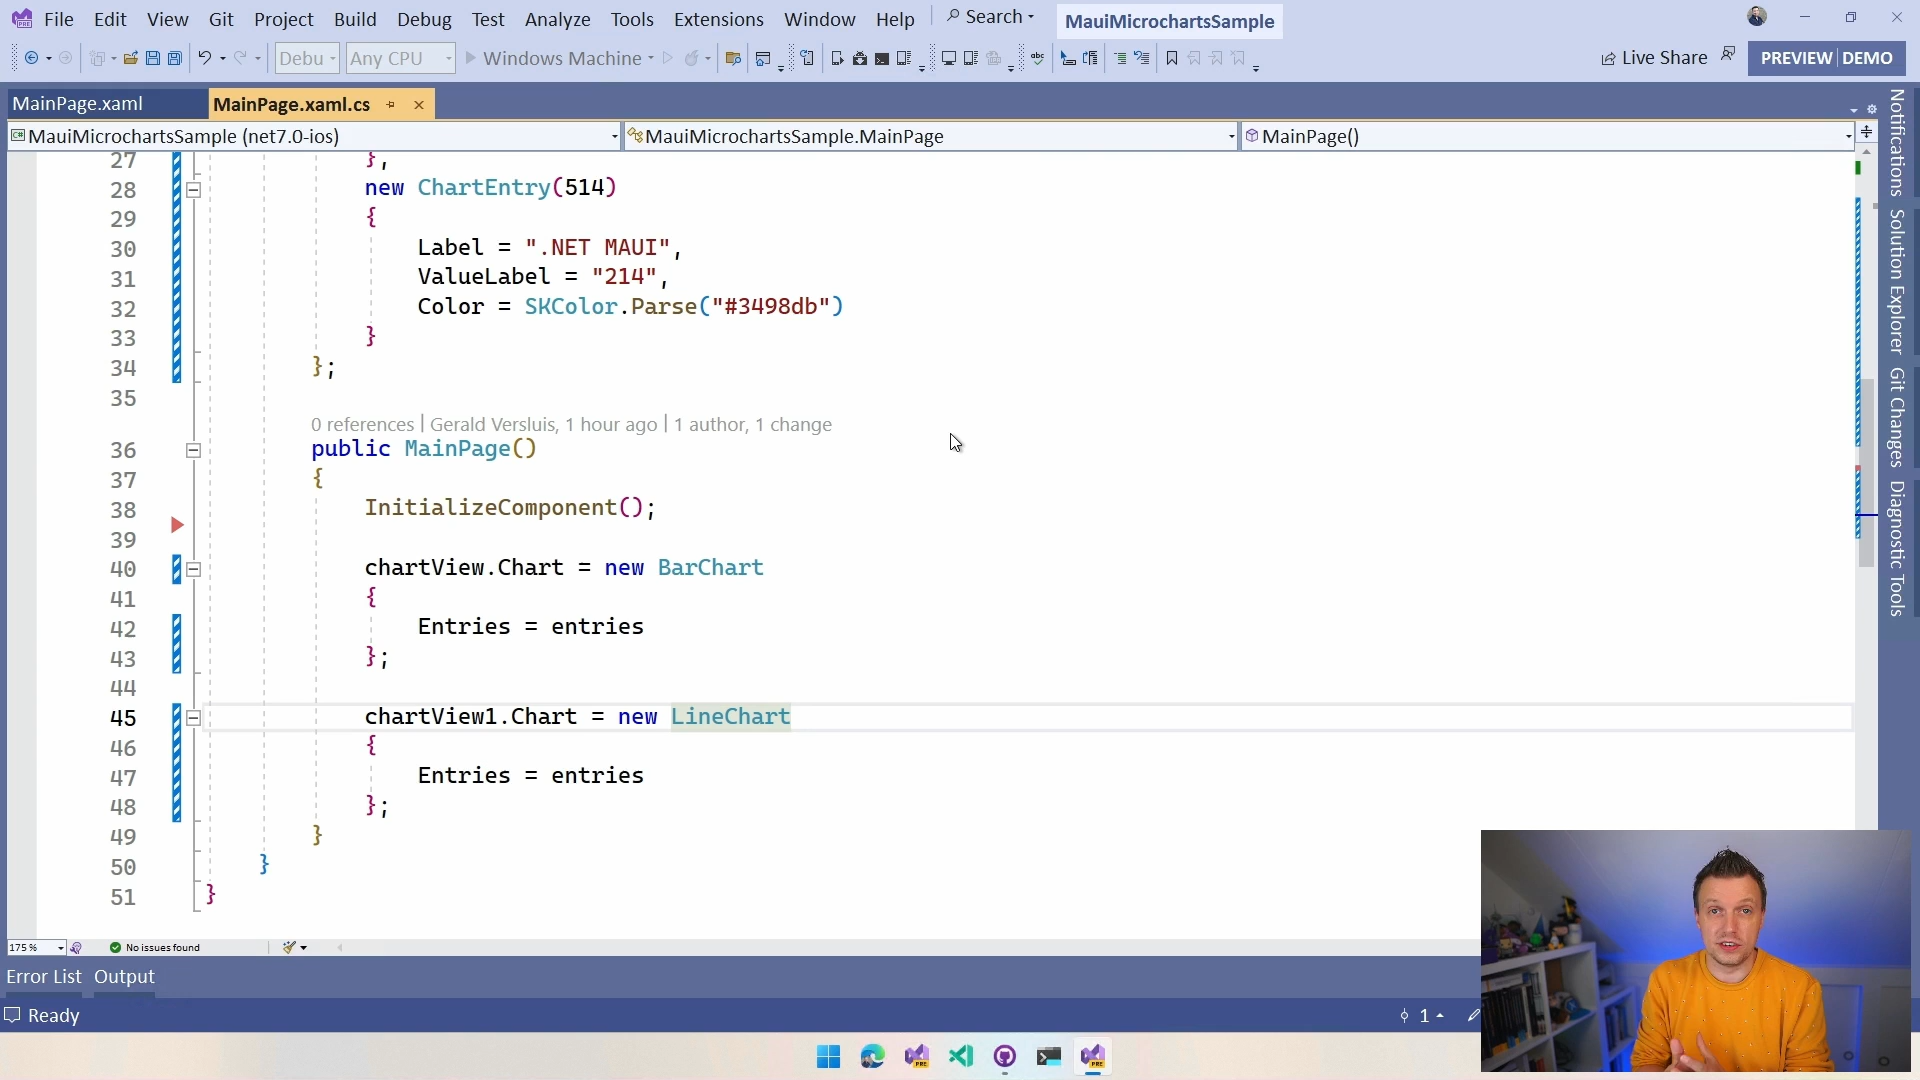 File Edit View Git Project Build Debug Test Analyze Tools Extensions Window Help Search MauiMicrochartsSample
Debu Any CPU Windows Machine Live Share PREVIEW DEMO
MainPage.xaml MainPage.xaml.cs
MauiMicrochartsSample (net7.0-ios) MauiMicrochartsSample.MainPage MainPage()
27 },
28 new ChartEntry(514)
29 {
30 Label = ".NET MAUI",
31 ValueLabel = "214",
32 Color = SKColor.Parse("#3498db")
33 }
34 };
35
0 references | Gerald Versluis, 1 hour ago | 1 author, 1 change
36 public MainPage()
37 {
38 InitializeComponent();
39
40 chartView.Chart = new BarChart
41 {
42 Entries = entries
43 };
44
45 chartView1.Chart = new LineChart
46 {
47 Entries = entries
48 };
49 }
50 }
51 }
175 % No issues found
Error List Output
Ready 1
Notifications
Solution Explorer
Git Changes
Diagnostic Tools